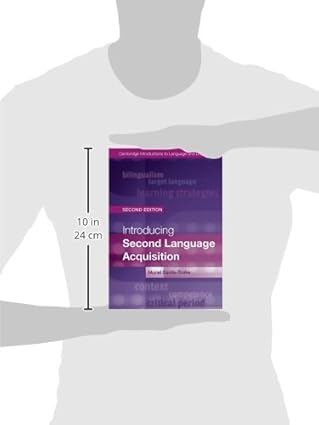 Cambridge Introductions to Language and
bilingualism
target language
learning strategies
SECOND EDITION
Introducing
Second Language
Acquisition
Muriel Saville-Troike
context
competence
critical period
10 in
24 cm